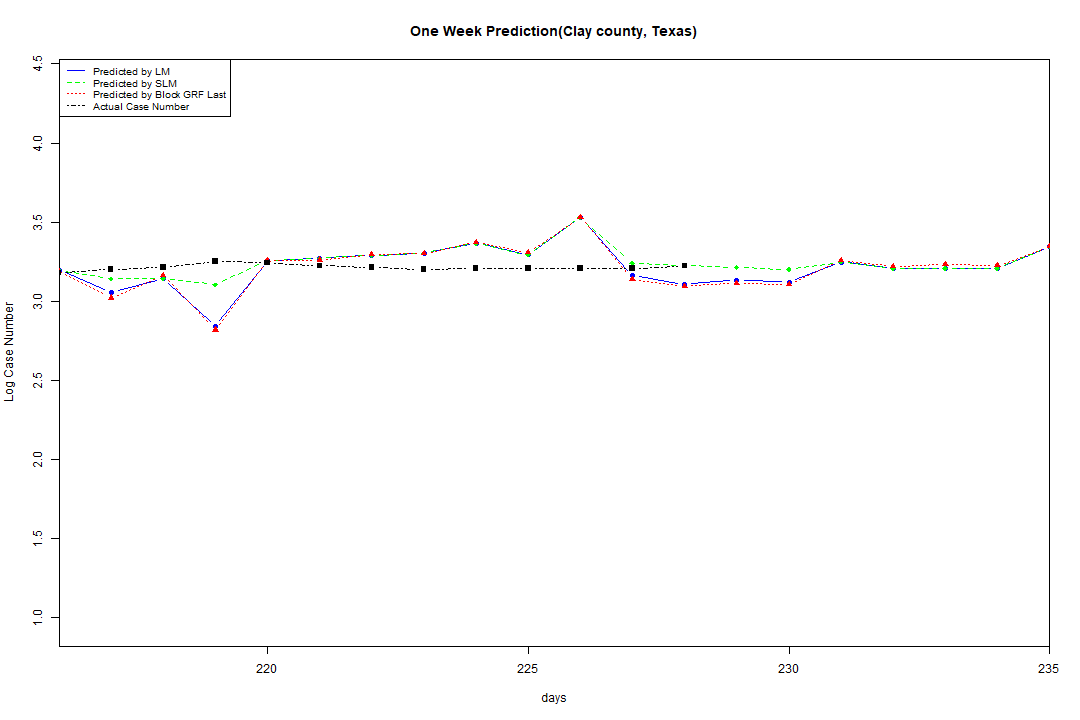 One Week Prediction(Clay county, Texas)
Predicted by LM
Predicted by SLM
Predicted by Block GRF Last
Actual Case Number
4.5
4.0
3.5
3.0
2.5
2.0
1.5
1.0
Log Case Number
220
225
230
235
days